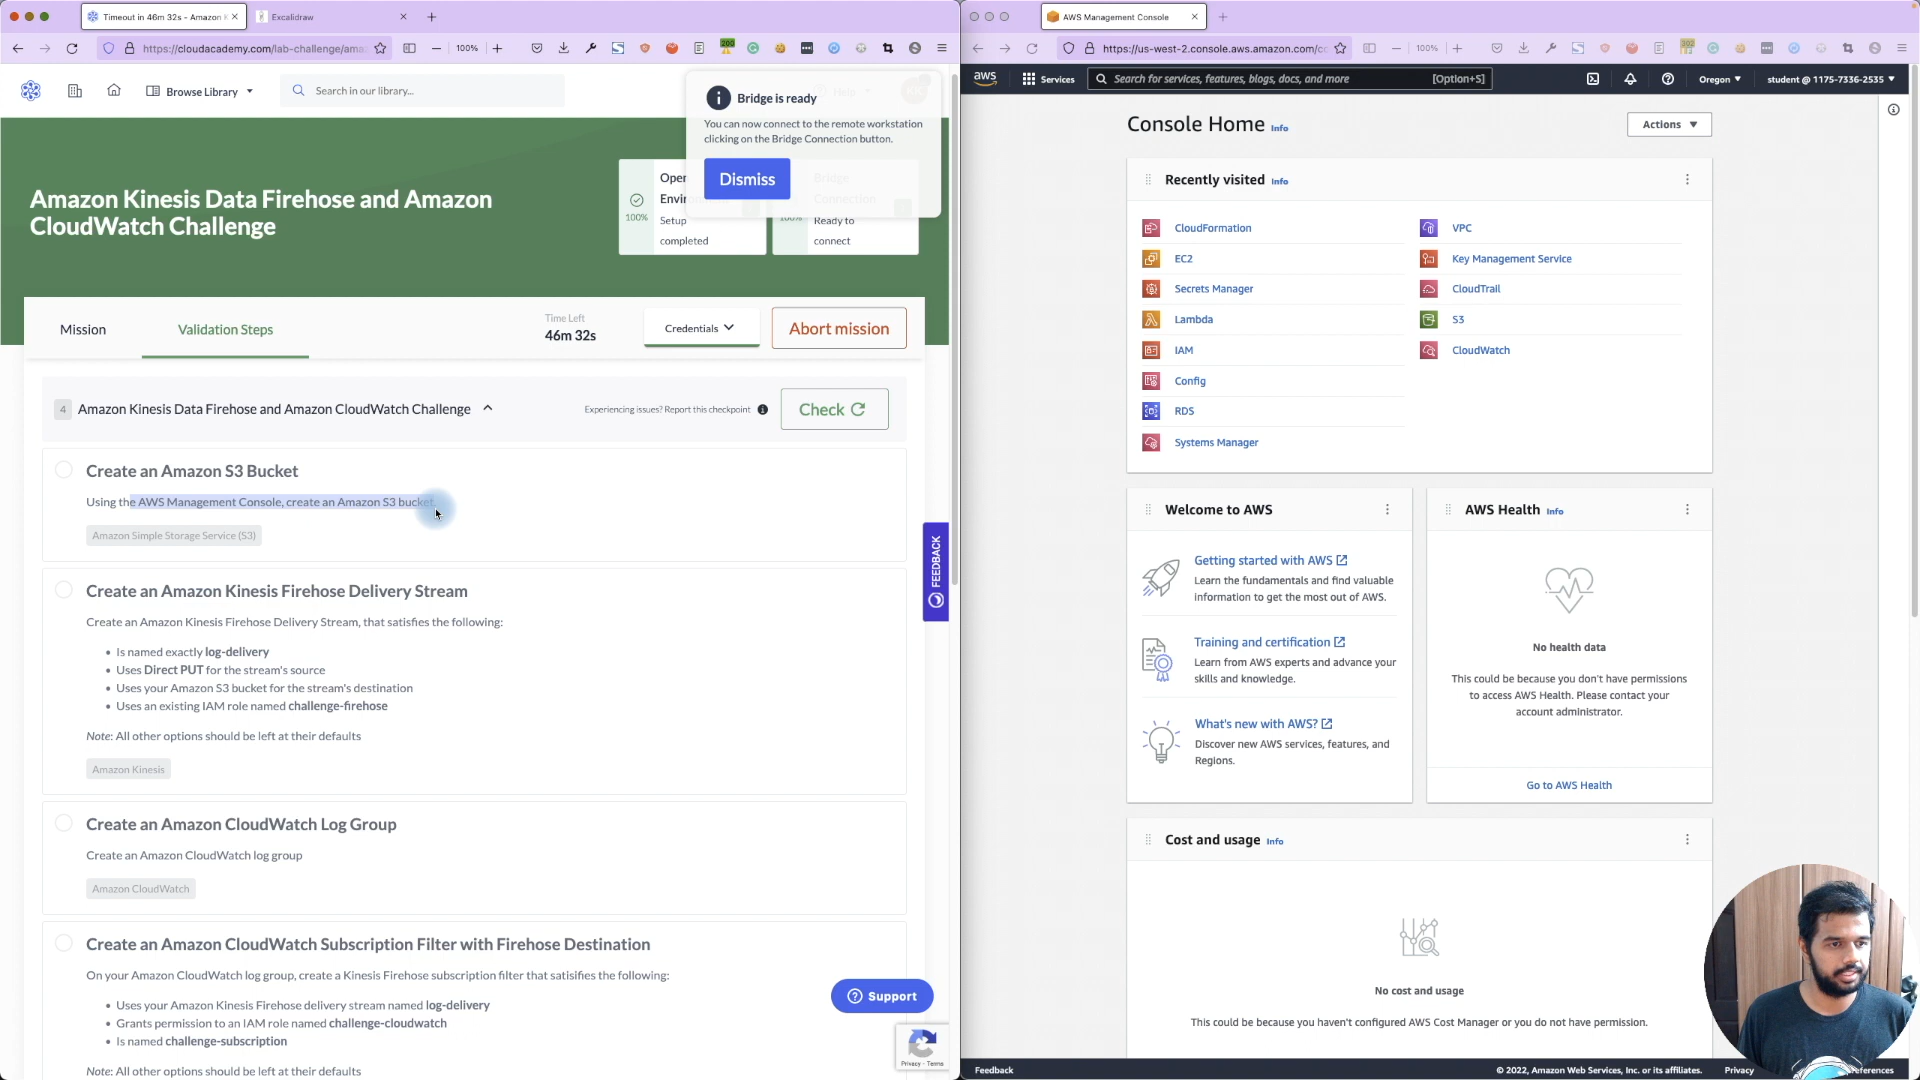 Timeout in 46m 32s - Amazon K
Excalidraw
https://cloudacademy.com/lab-challenge/ama
100%
200
Browse Library
Search in our library...
Help
Bridge is ready
You can now connect to the remote workstation
clicking on the Bridge Connection button.
Dismiss
Amazon Kinesis Data Firehose and Amazon
CloudWatch Challenge
100%
Setup
completed
Bridge
Connection
Ready to
connect
Mission
Validation Steps
Time Left
46m 32s
Credentials
Abort mission
4
Amazon Kinesis Data Firehose and Amazon CloudWatch Challenge
Experiencing issues? Report this checkpoint
Check
Create an Amazon S3 Bucket
Using the AWS Management Console, create an Amazon S3 bucket.
Amazon Simple Storage Service (S3)
Create an Amazon Kinesis Firehose Delivery Stream
Create an Amazon Kinesis Firehose Delivery Stream, that satisfies the following:
• Is named exactly log-delivery
• Uses Direct PUT for the stream's source
• Uses your Amazon S3 bucket for the stream's destination
• Uses an existing IAM role named challenge-firehose
Note: All other options should be left at their defaults
Amazon Kinesis
Create an Amazon CloudWatch Log Group
Create an Amazon CloudWatch log group
Amazon CloudWatch
Create an Amazon CloudWatch Subscription Filter with Firehose Destination
On your Amazon CloudWatch log group, create a Kinesis Firehose subscription filter that satisfies the following:
• Uses your Amazon Kinesis Firehose delivery stream named log-delivery
• Grants permission to an IAM role named challenge-cloudwatch
• Is named challenge-subscription
Note: All other options should be left at their defaults
FEEDBACK
Support
Privacy - Terms
AWS Management Console
https://us-west-2.console.aws.amazon.com/co
100%
aws
Services
Search for services, features, blogs, docs, and more
[Option+S]
Oregon
student @ 1175-7336-2535
Console Home Info
Actions
Recently visited Info
CloudFormation
EC2
Secrets Manager
Lambda
IAM
Config
RDS
Systems Manager
VPC
Key Management Service
CloudTrail
S3
CloudWatch
Welcome to AWS
Getting started with AWS
Learn the fundamentals and find valuable
information to get the most out of AWS.
Training and certification
Learn from AWS experts and advance your
skills and knowledge.
What's new with AWS?
Discover new AWS services, features, and
Regions.
AWS Health Info
No health data
This could be because you don't have permissions
to access AWS Health. Please contact your
account administrator.
Go to AWS Health
Cost and usage Info
No cost and usage
This could be because you haven't configured AWS Cost Manager or you do not have permission.
Feedback
© 2022, Amazon Web Services, Inc. or its affiliates.
Privacy